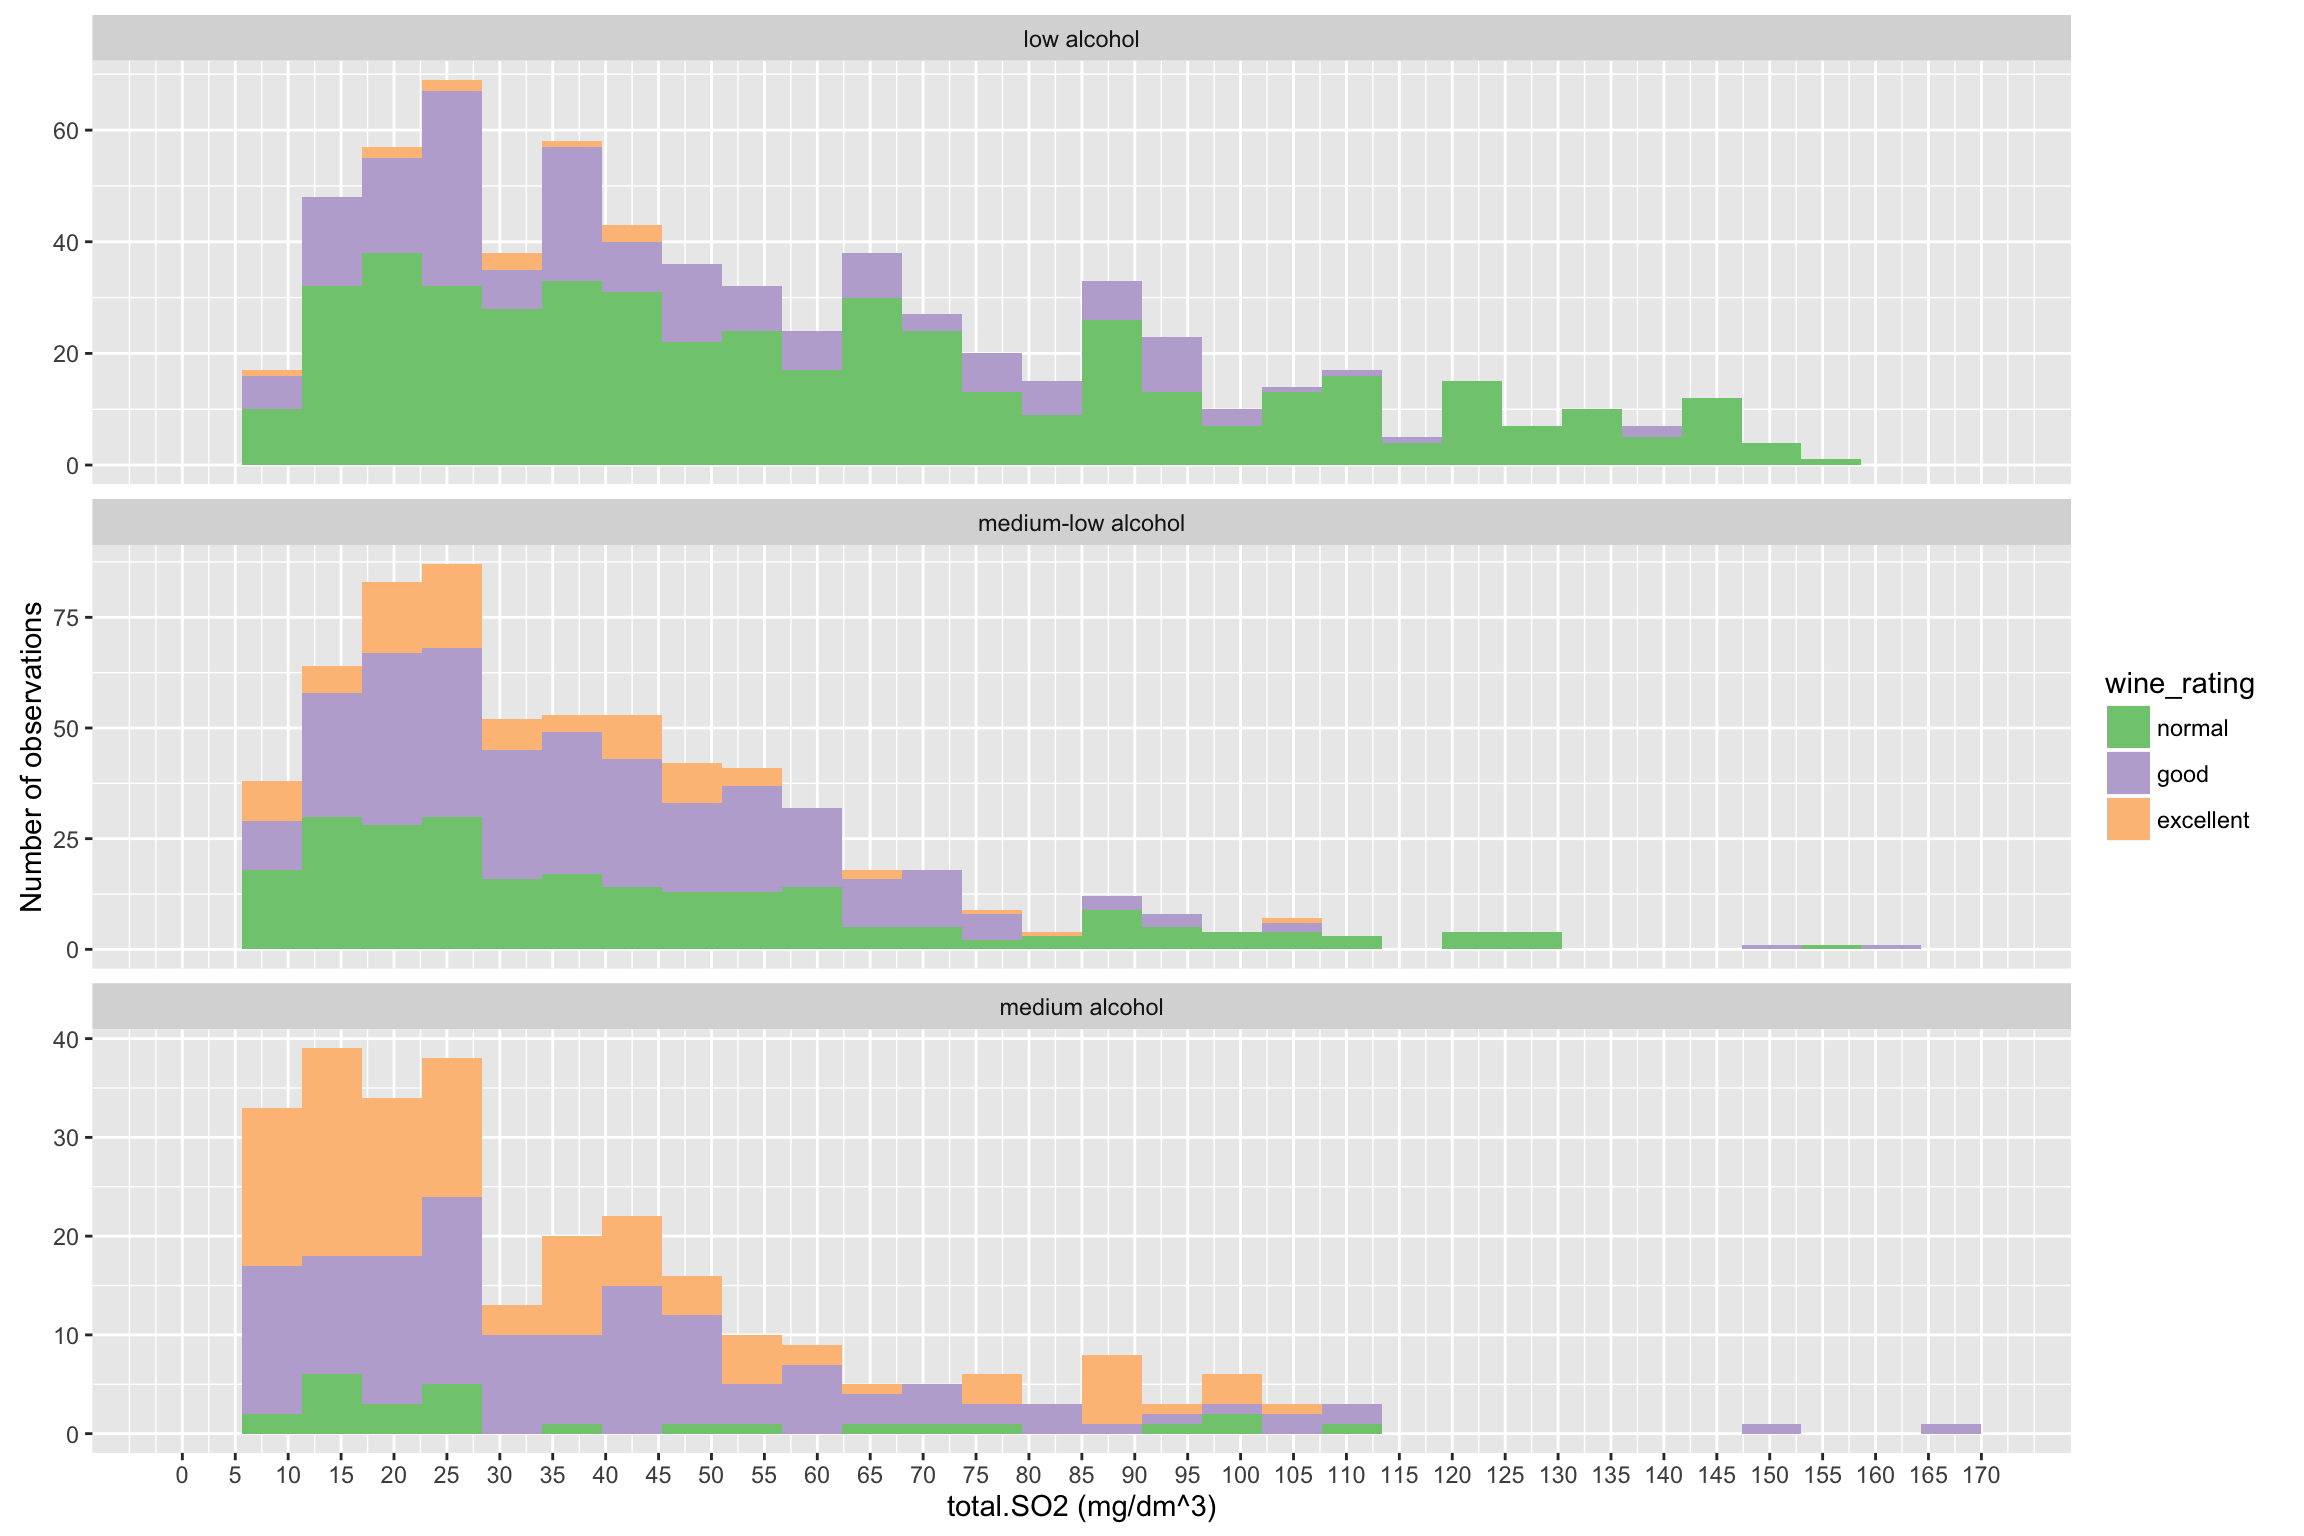 low alcohol
60
40
20
0
medium-low alcohol
75
50
25
0
medium alcohol
40
30
20
10
0
0 5 10 15 20 25 30 35 40 45 50 55 60 65 70 75 80 85 90 95 100 105 110 115 120 125 130 135 140 145 150 155 160 165 170
total.SO2 (mg/dm^3)
Number of observations
wine_rating
normal
good
excellent